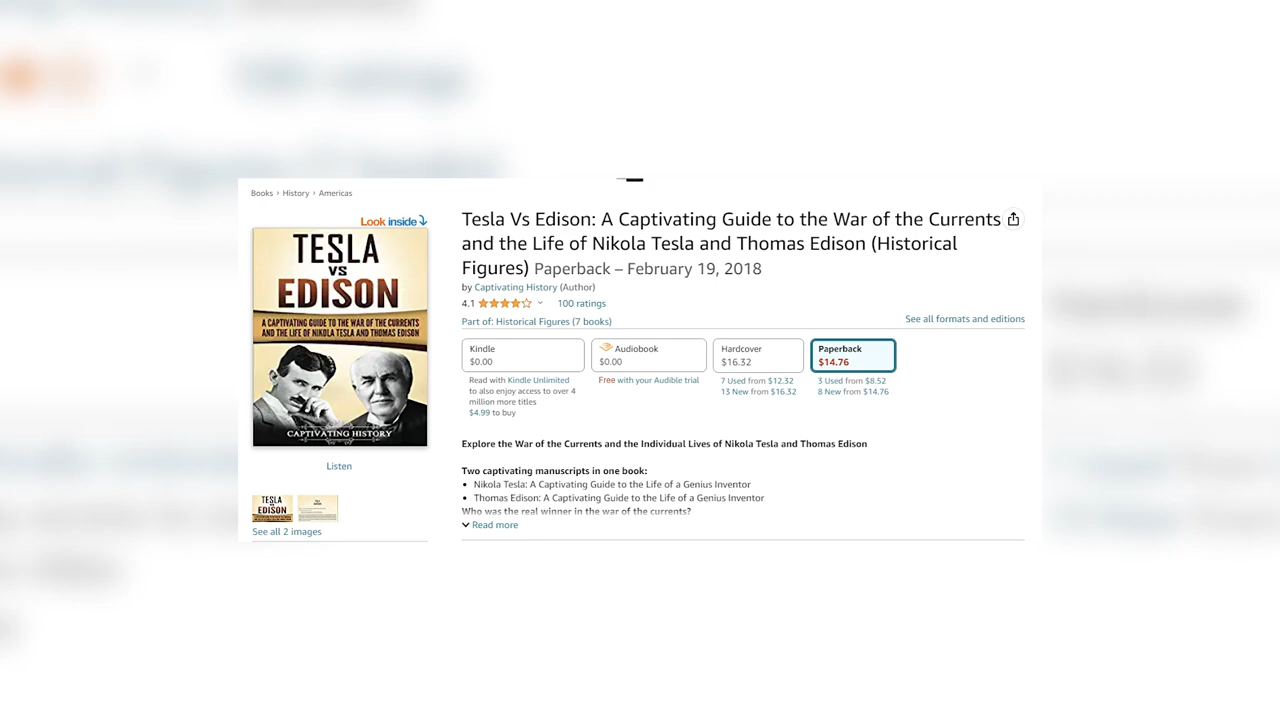 Books › History › Americas
Look inside
TESLA
VS
EDISON
A CAPTIVATING GUIDE TO THE WAR OF THE CURRENTS
AND THE LIFE OF NIKOLA TESLA AND THOMAS EDISON
CAPTIVATING HISTORY
Listen
TESLA
VS
EDISON
See all 2 images
Tesla Vs Edison: A Captivating Guide to the War of the Currents
and the Life of Nikola Tesla and Thomas Edison (Historical
Figures) Paperback – February 19, 2018
by Captivating History (Author)
4.1 100 ratings
Part of: Historical Figures (7 books)
See all formats and editions
Kindle
$0.00
Read with Kindle Unlimited
to also enjoy access to over 4
million more titles
$4.99 to buy
Audiobook
$0.00
Free with your Audible trial
Hardcover
$16.32
7 Used from $12.32
13 New from $16.32
Paperback
$14.76
3 Used from $8.52
8 New from $14.76
Explore the War of the Currents and the Individual Lives of Nikola Tesla and Thomas Edison
Two captivating manuscripts in one book:
• Nikola Tesla: A Captivating Guide to the Life of a Genius Inventor
• Thomas Edison: A Captivating Guide to the Life of a Genius Inventor
Who was the real winner in the war of the currents?
Read more